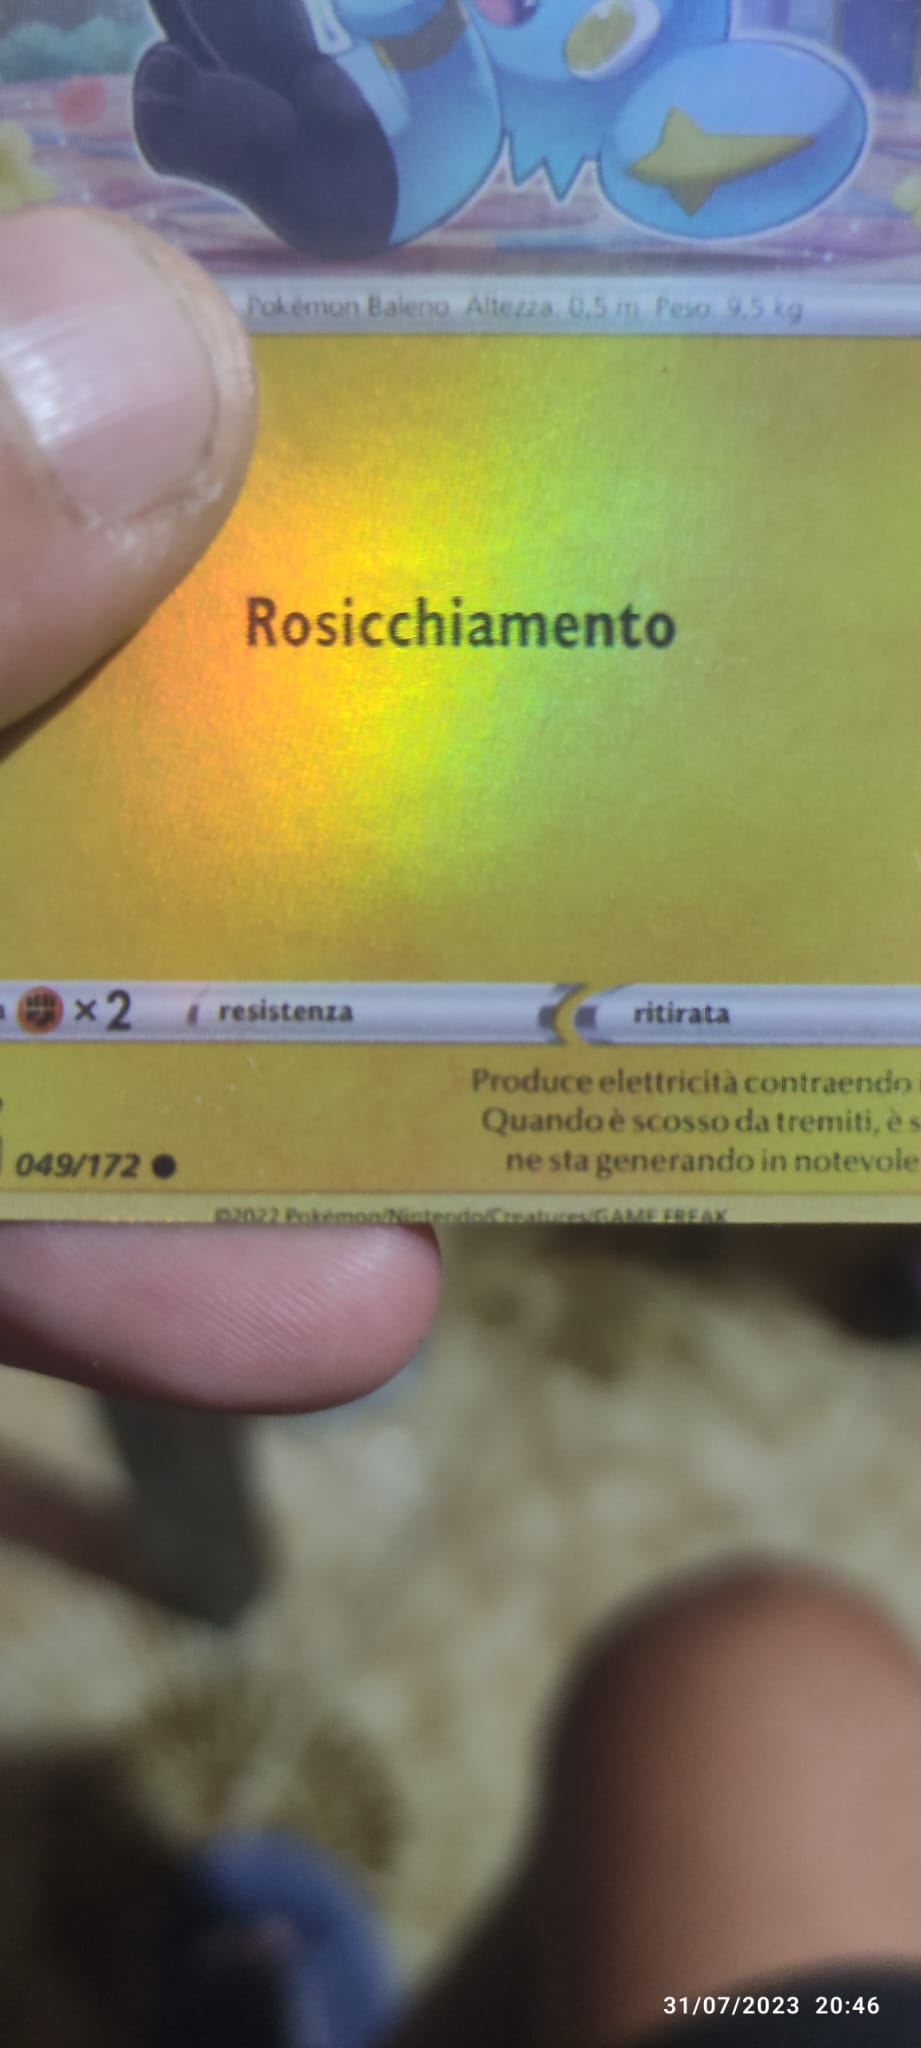 Pokémon Baleno Altezza: 0,5 m Peso: 9,5 kg
Rosicchiamento
×2 resistenza ritirata
Produce elettricità contraendo
Quando è scosso da tremiti, è s
049/172
ne sta generando in notevole
©2022 Pokémon/Nintendo/Creatures/GAME FREAK
31/07/2023 20:46